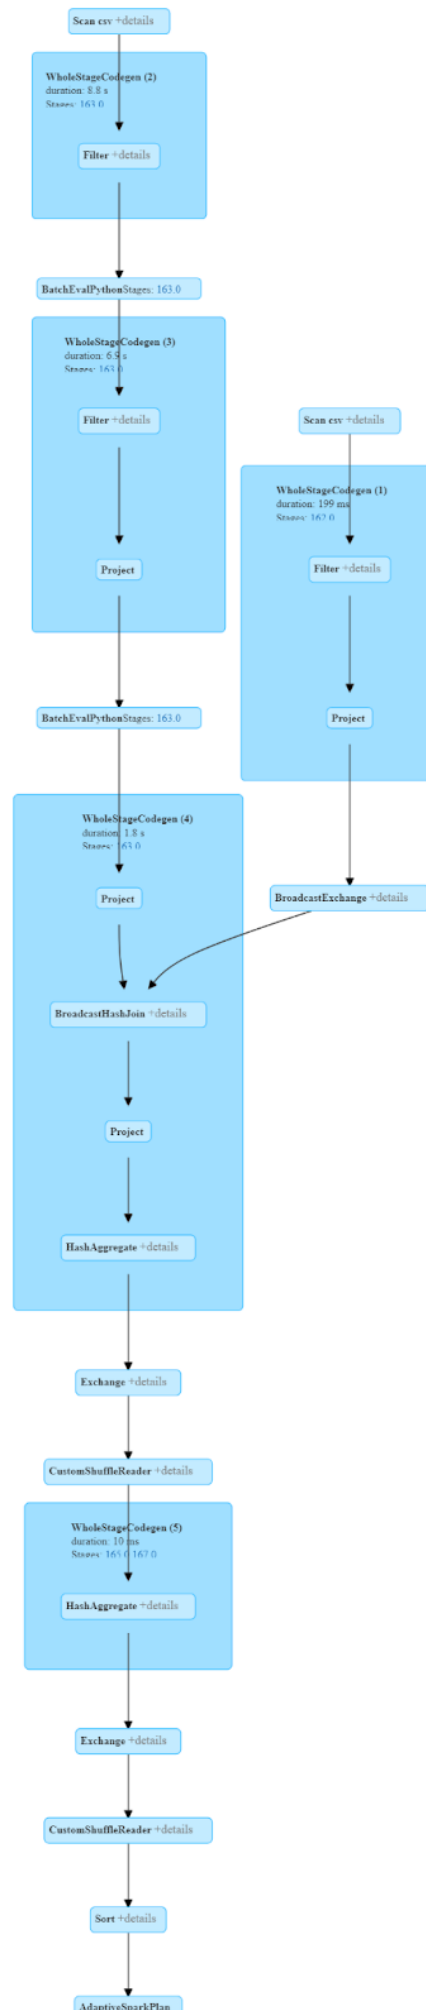 Scan csv +details
WholeStageCodegen (2)
duration: 8.8 s
Stages: 163.0
Filter +details
BatchEvalPythonStages: 163.0
WholeStageCodegen (3)
duration: 6.9 s
Stages: 163.0
Filter +details
Project
BatchEvalPythonStages: 163.0
Scan csv +details
WholeStageCodegen (1)
duration: 199 ms
Stages: 162.0
Filter +details
Project
BroadcastExchange +details
WholeStageCodegen (4)
duration: 1.8 s
Stages: 163.0
Project
BroadcastHashJoin +details
Project
HashAggregate +details
Exchange +details
CustomShuffleReader +details
WholeStageCodegen (5)
duration: 10 ms
Stages: 165.0 167.0
HashAggregate +details
Exchange +details
CustomShuffleReader +details
Sort +details
AdaptiveSparkPlan